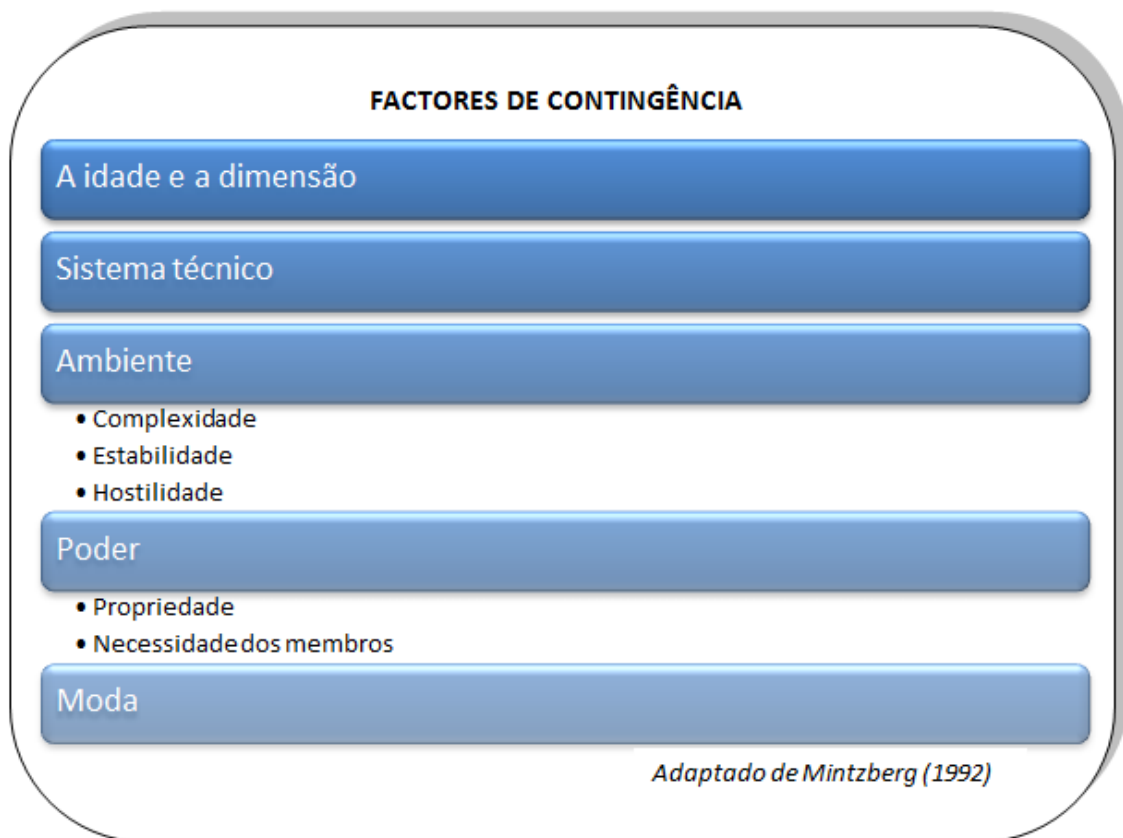 FACTORES DE CONTINGÊNCIA
A idade e a dimensão
Sistema técnico
Ambiente
• Complexidade
• Estabilidade
• Hostilidade
Poder
• Propriedade
• Necessidade dos membros
Moda
Adaptado de Mintzberg (1992)